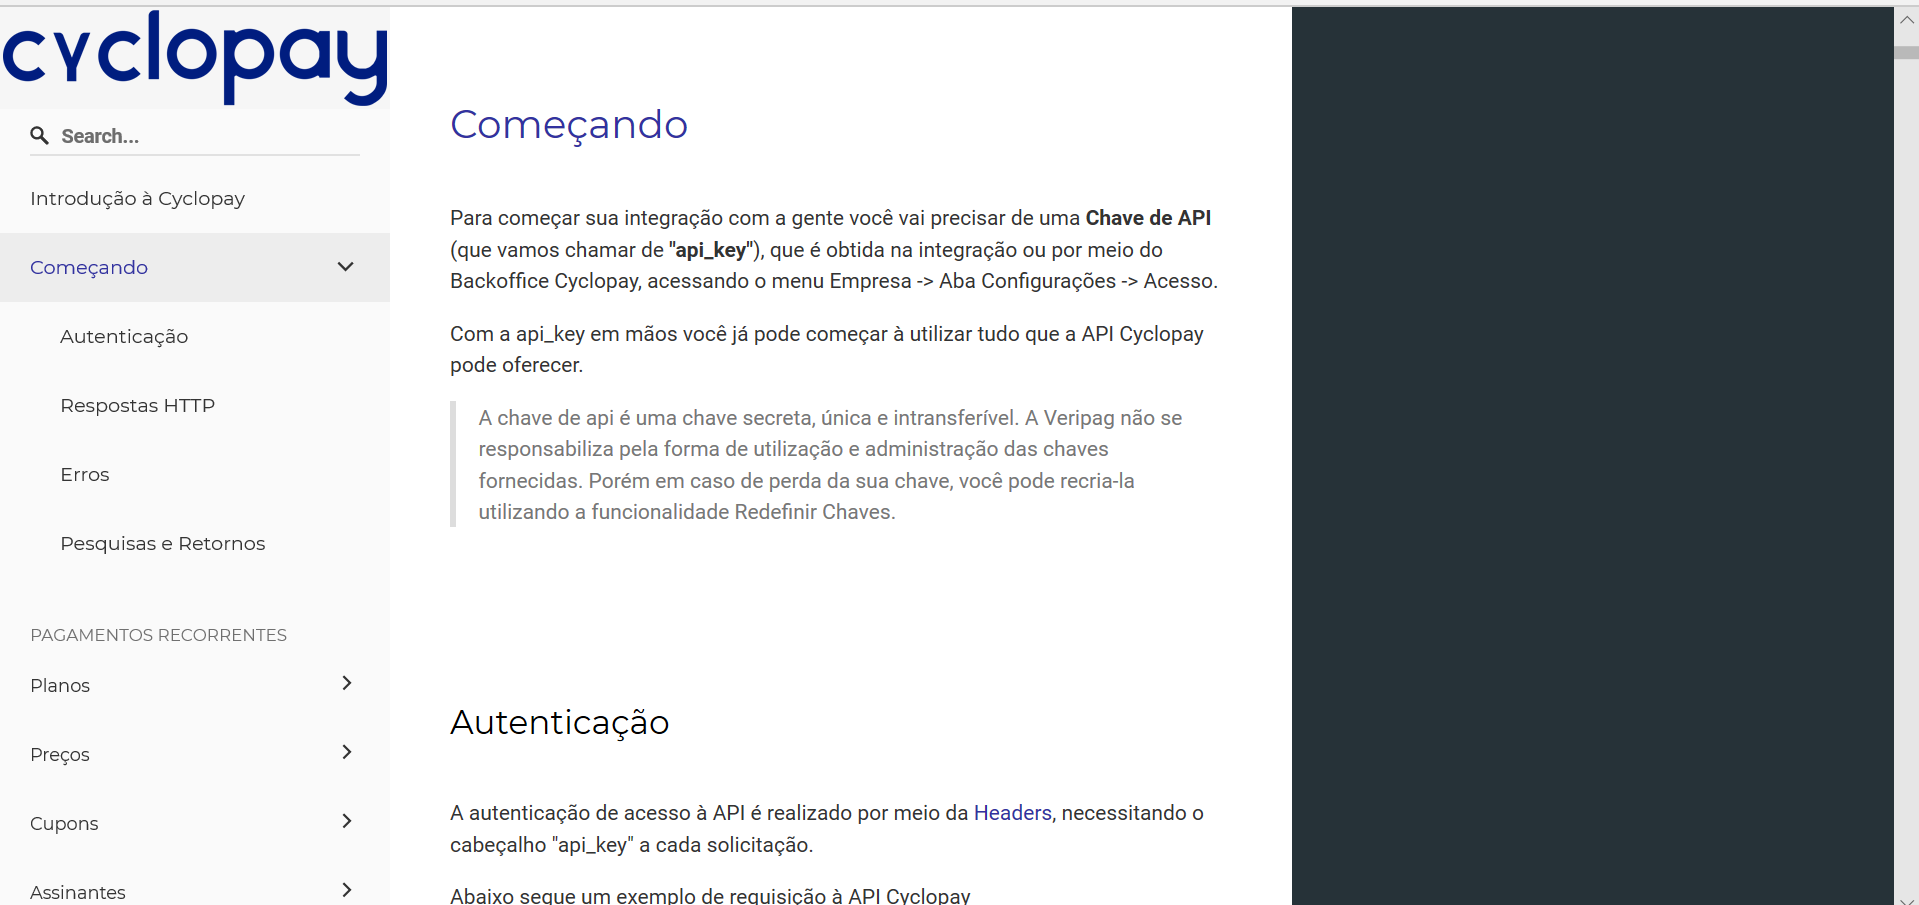 cyclopay
Search...
Introdução à Cyclopay
Começando
Autenticação
Respostas HTTP
Erros
Pesquisas e Retornos
PAGAMENTOS RECORRENTES
Planos
Preços
Cupons
Assinantes
Começando
Para começar sua integração com a gente você vai precisar de uma Chave de API
(que vamos chamar de "api_key"), que é obtida na integração ou por meio do
Backoffice Cyclopay, acessando o menu Empresa -> Aba Configurações -> Acesso.
Com a api_key em mãos você já pode começar à utilizar tudo que a API Cyclopay
pode oferecer.
A chave de api é uma chave secreta, única e intransferível. A Veripag não se
responsabiliza pela forma de utilização e administração das chaves
fornecidas. Porém em caso de perda da sua chave, você pode recria-la
utilizando a funcionalidade Redefinir Chaves.
Autenticação
A autenticação de acesso à API é realizado por meio da Headers, necessitando o
cabeçalho "api_key" a cada solicitação.
Abaixo segue um exemplo de requisição à API Cyclopay